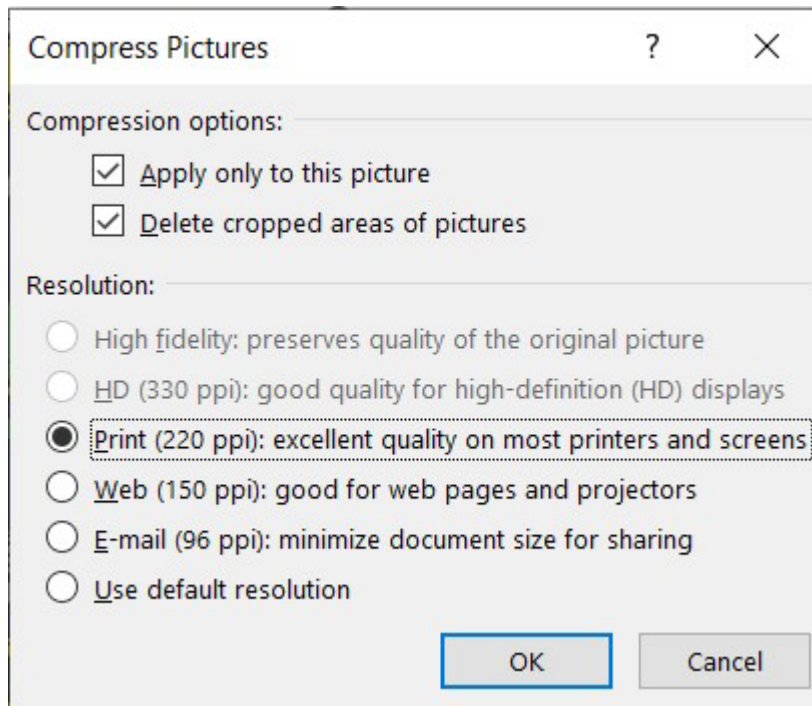 Compress Pictures ?
Compression options:
Apply only to this picture
Delete cropped areas of pictures
Resolution:
High fidelity: preserves quality of the original picture
HD (330 ppi): good quality for high-definition (HD) displays
Print (220 ppi): excellent quality on most printers and screens
Web (150 ppi): good for web pages and projectors
E-mail (96 ppi): minimize document size for sharing
Use default resolution
OK Cancel